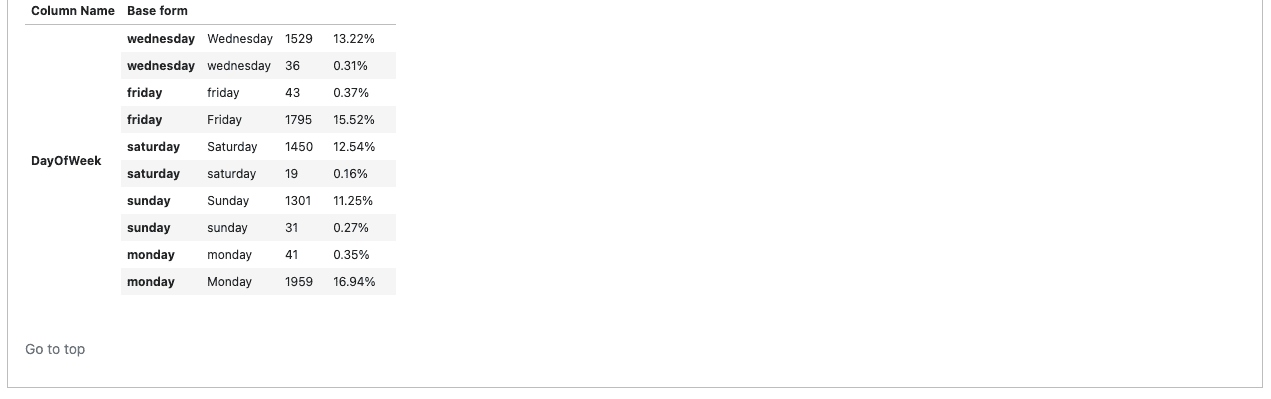 Column Name Base form
wednesday Wednesday 1529 13.22%
wednesday wednesday 36 0.31%
friday friday 43 0.37%
friday Friday 1795 15.52%
saturday Saturday 1450 12.54%
DayOfWeek
saturday saturday 19 0.16%
sunday Sunday 1301 11.25%
sunday sunday 31 0.27%
monday monday 41 0.35%
monday Monday 1959 16.94%
Go to top